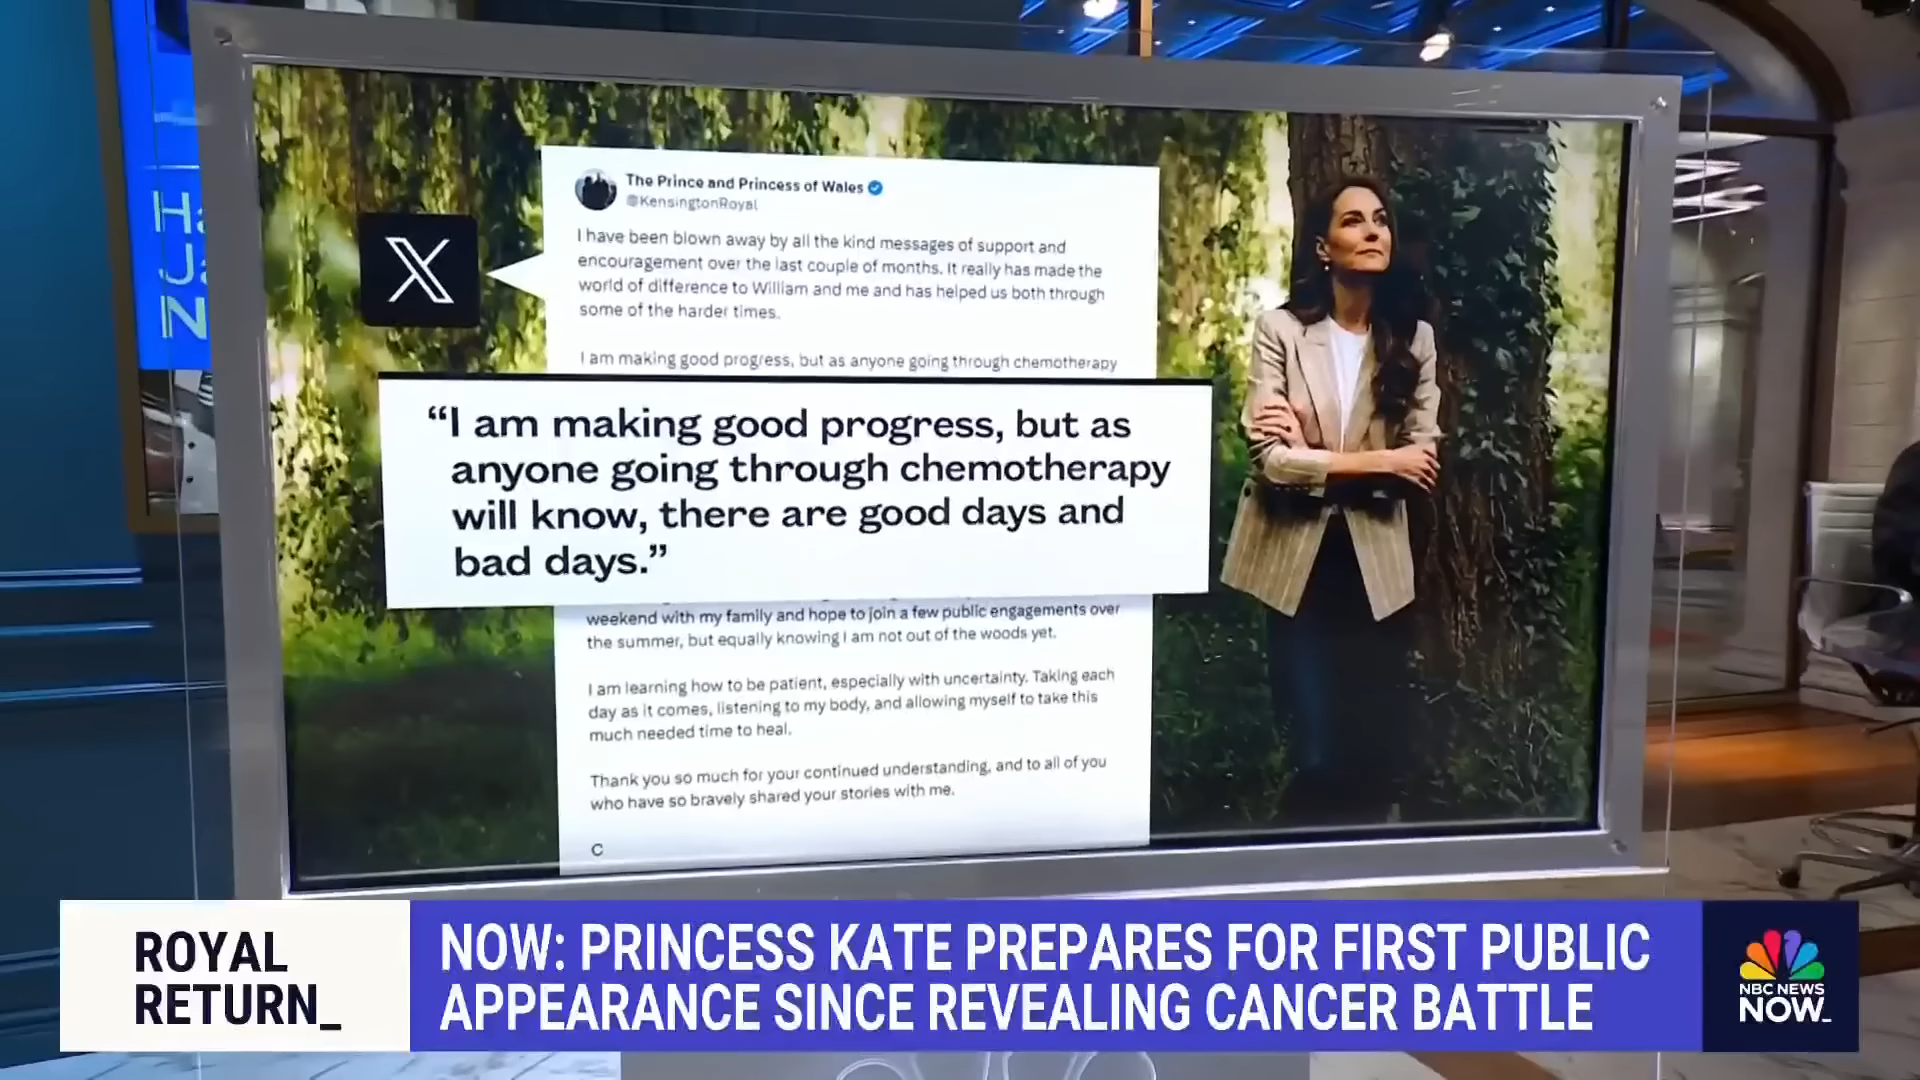 Ha
Ja
N
X
The Prince and Princess of Wales
@KensingtonRoyal
I have been blown away by all the kind messages of support and
encouragement over the last couple of months. It really has made the
world of difference to William and me and has helped us both through
some of the harder times.
I am making good progress, but as anyone going through chemotherapy
“I am making good progress, but as
anyone going through chemotherapy
will know, there are good days and
bad days.”
weekend with my family and hope to join a few public engagements over
the summer, but equally knowing I am not out of the woods yet.
I am learning how to be patient, especially with uncertainty. Taking each
day as it comes, listening to my body, and allowing myself to take this
much needed time to heal.
Thank you so much for your continued understanding, and to all of you
who have so bravely shared your stories with me.
C
ROYAL
RETURN_
NOW: PRINCESS KATE PREPARES FOR FIRST PUBLIC
APPEARANCE SINCE REVEALING CANCER BATTLE
NBC NEWS
NOW_